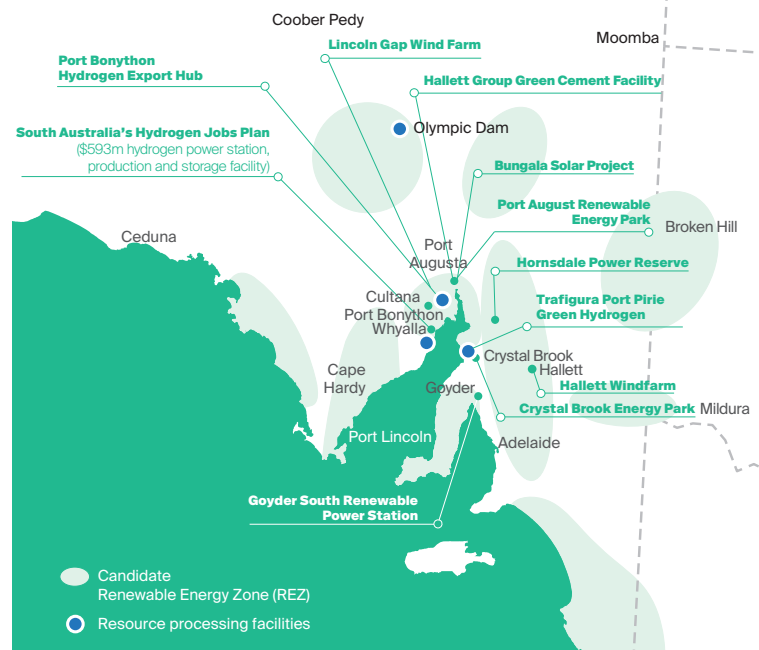 Coober Pedy
Moomba
Lincoln Gap Wind Farm
Port Bonython
Hydrogen Export Hub
Hallett Group Green Cement Facility
Olympic Dam
South Australia's Hydrogen Jobs Plan
($593m hydrogen power station,
production and storage facility)
Bungala Solar Project
Port August Renewable
Energy Park
Broken Hill
Ceduna
Port
Augusta
Hornsdale Power Reserve
Cultana
Port Bonython
Whyalla
Trafigura Port Pirie
Green Hydrogen
Crystal Brook
Hallett
Cape
Hardy
Goyder
Hallett Windfarm
Crystal Brook Energy Park
Mildura
Port Lincoln
Adelaide
Goyder South Renewable
Power Station
Candidate
Renewable Energy Zone (REZ)
Resource processing facilities